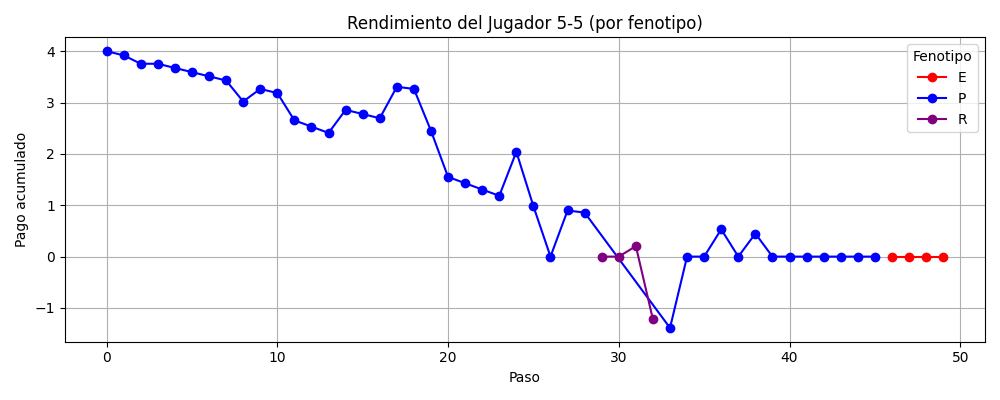 Rendimiento del Jugador 5-5 (por fenotipo)
Pago acumulado
4
3
2
1
0
−1
Fenotipo
E
P
R
0
10
20
30
40
50
Paso